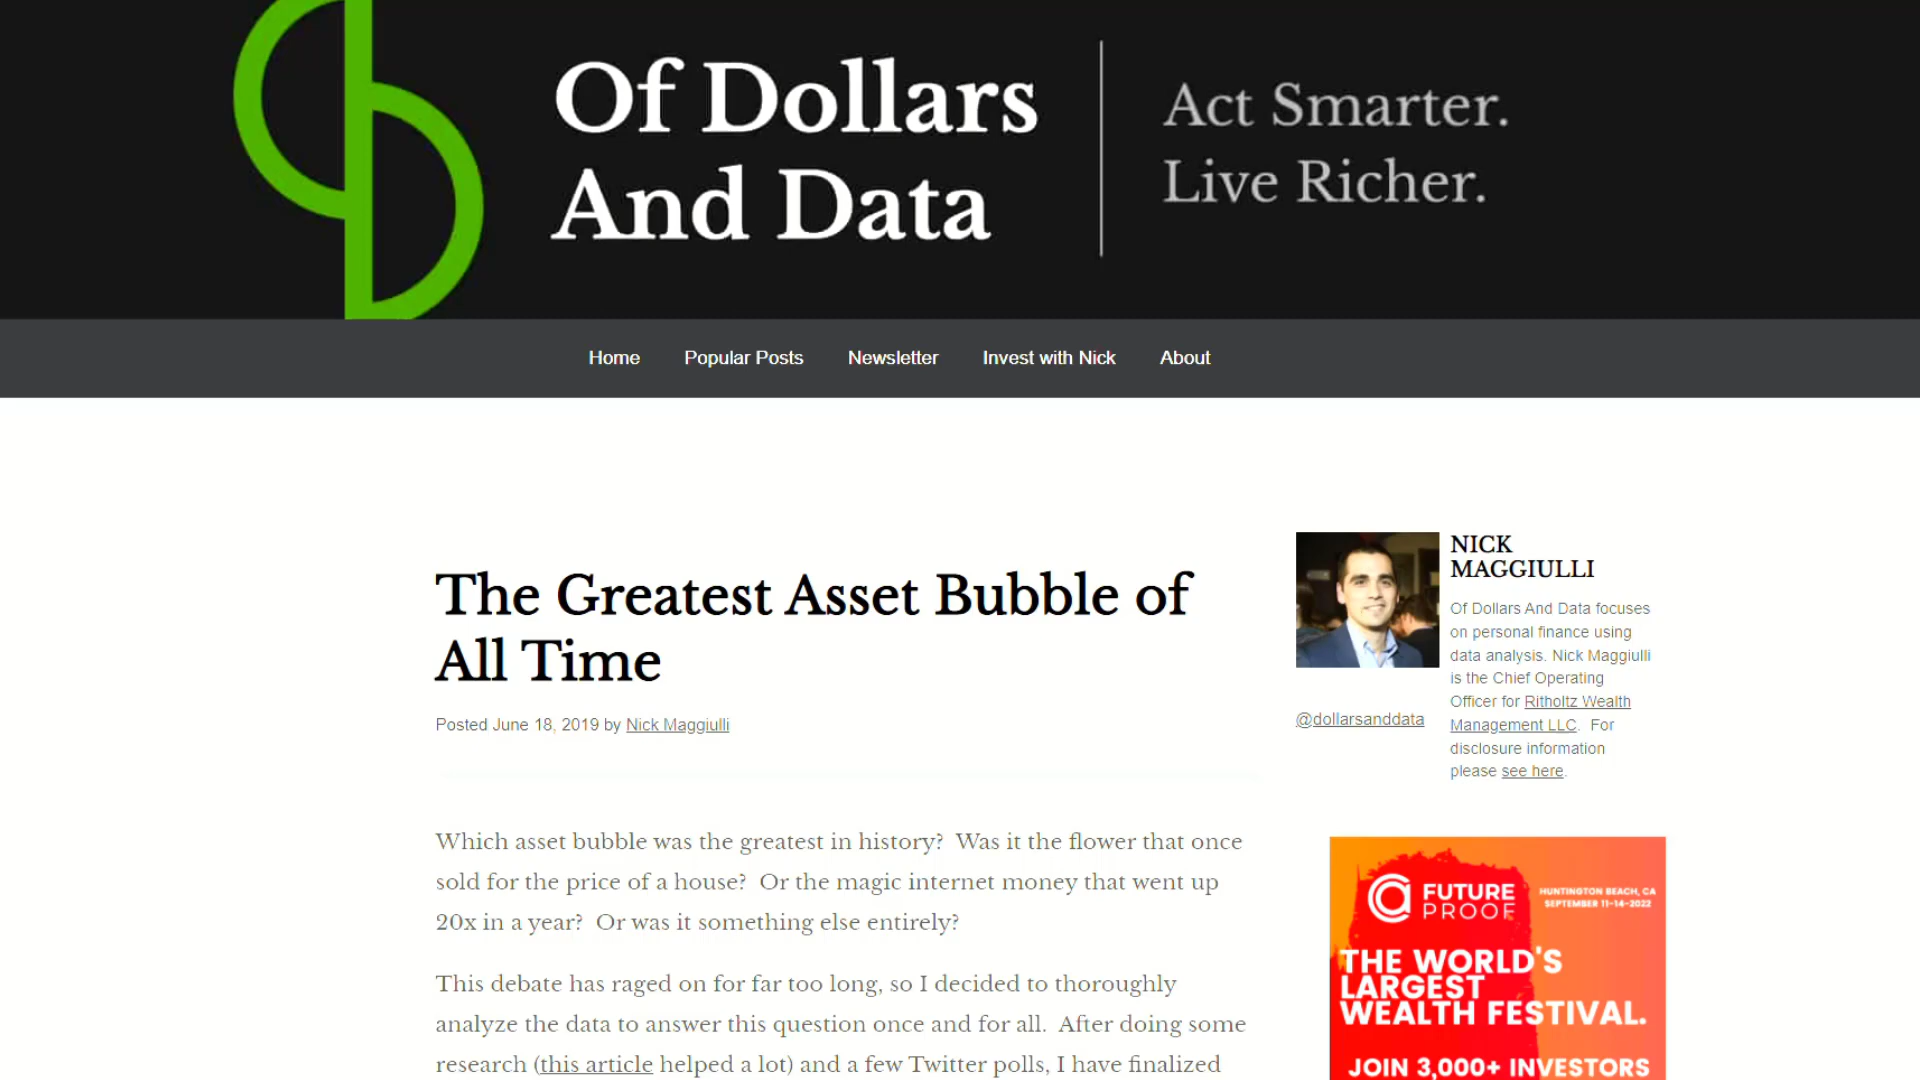 Of Dollars
And Data
Act Smarter.
Live Richer.
Home Popular Posts Newsletter Invest with Nick About
The Greatest Asset Bubble of
All Time
Posted June 18, 2019 by Nick Maggiulli
Which asset bubble was the greatest in history?  Was it the flower that once
sold for the price of a house?  Or the magic internet money that went up
20x in a year?  Or was it something else entirely?
This debate has raged on for far too long, so I decided to thoroughly
analyze the data to answer this question once and for all.  After doing some
research (this article helped a lot) and a few Twitter polls, I have finalized
@dollarsanddata
NICK
MAGGIULLI
Of Dollars And Data focuses
on personal finance using
data analysis. Nick Maggiulli
is the Chief Operating
Officer for Ritholtz Wealth
Management LLC.  For
disclosure information
please see here.
FUTURE
PROOF
HUNTINGTON BEACH, CA
SEPTEMBER 11-14-2022
THE WORLD'S
LARGEST
WEALTH FESTIVAL.
JOIN 3,000+ INVESTORS